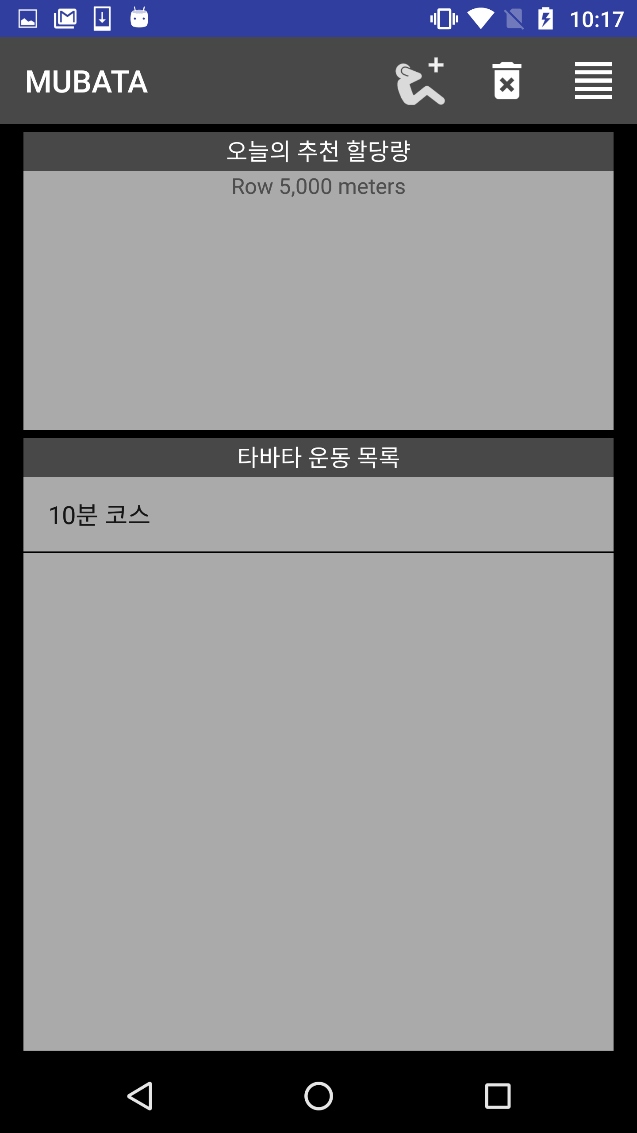 10:17
MUBATA
오늘의 추천 할당량
Row 5,000 meters
타바타 운동 목록
10분 코스